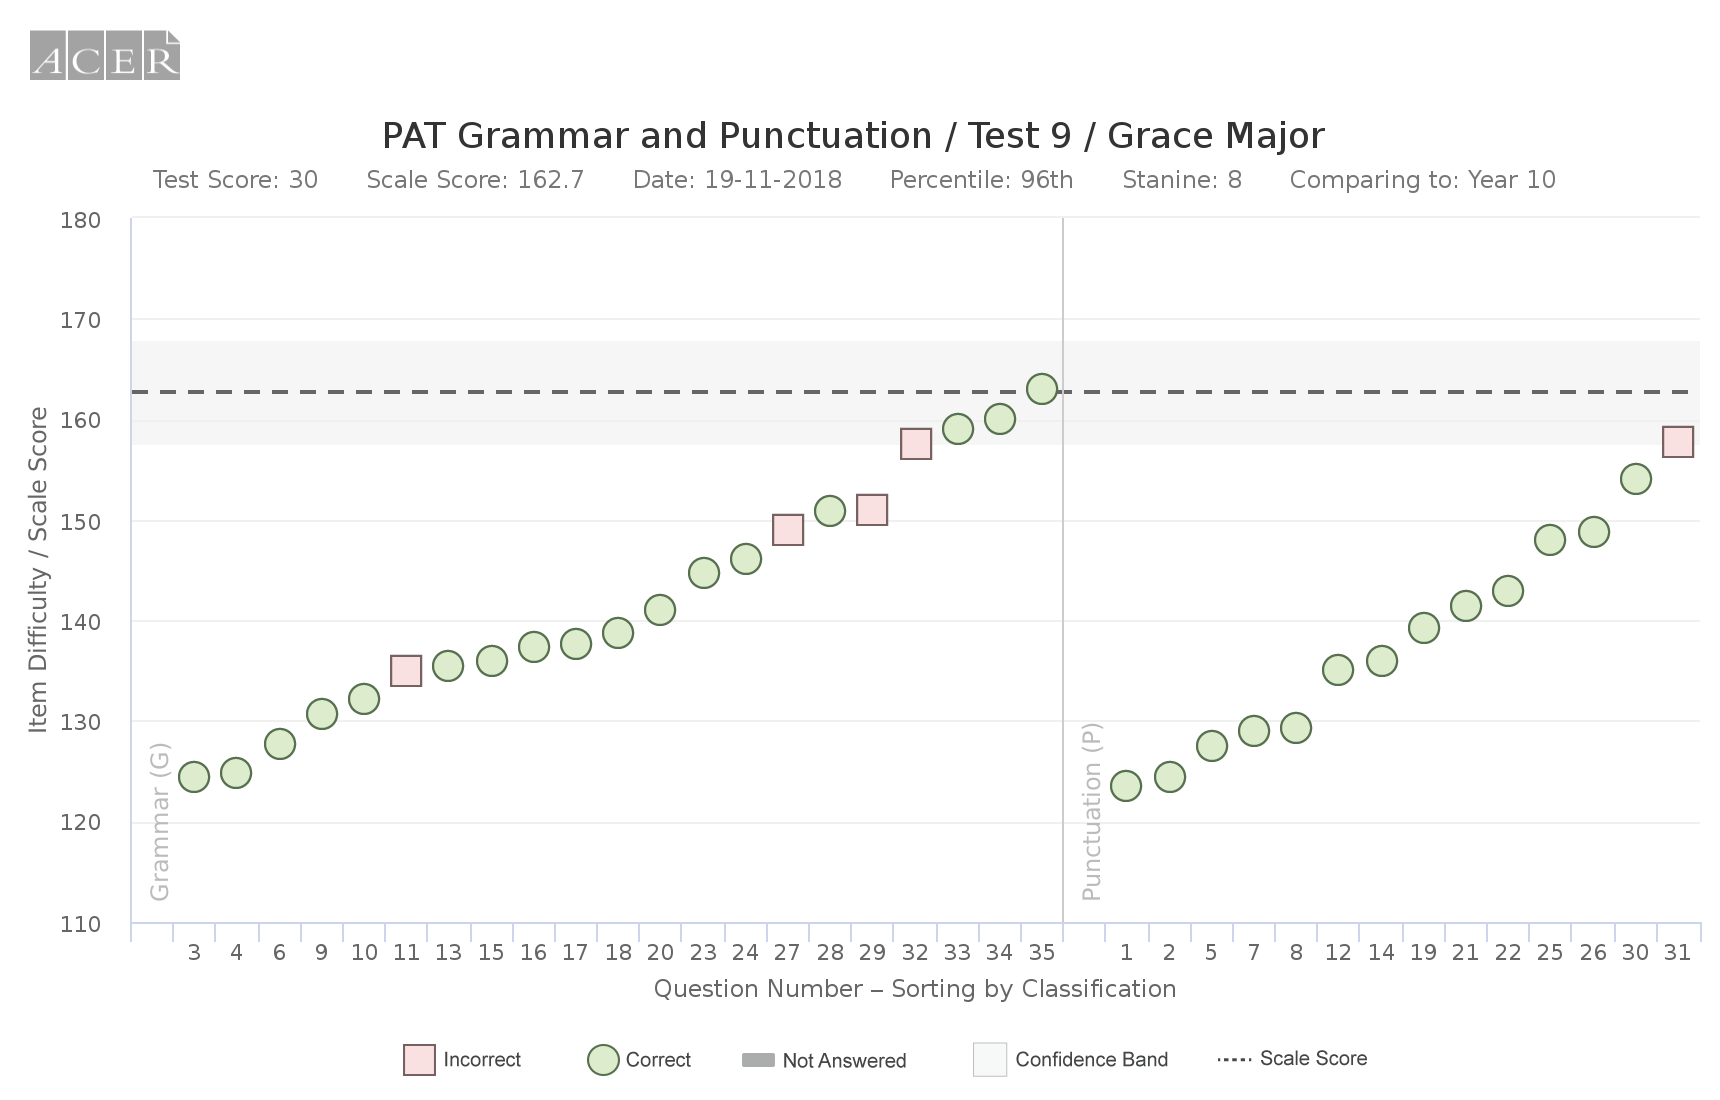 ACER
PAT Grammar and Punctuation / Test 9 / Grace Major
Test Score: 30 Scale Score: 162.7 Date: 19-11-2018 Percentile: 96th Stanine: 8 Comparing to: Year 10
Item Difficulty / Scale Score
180
170
160
150
140
130
120
110
Grammar (G)
Punctuation (P)
3 4 6 9 10 11 13 15 16 17 18 20 23 24 27 28 29 32 33 34 35 1 2 5 7 8 12 14 19 21 22 25 26 30 31
Question Number – Sorting by Classification
Incorrect Correct Not Answered Confidence Band Scale Score